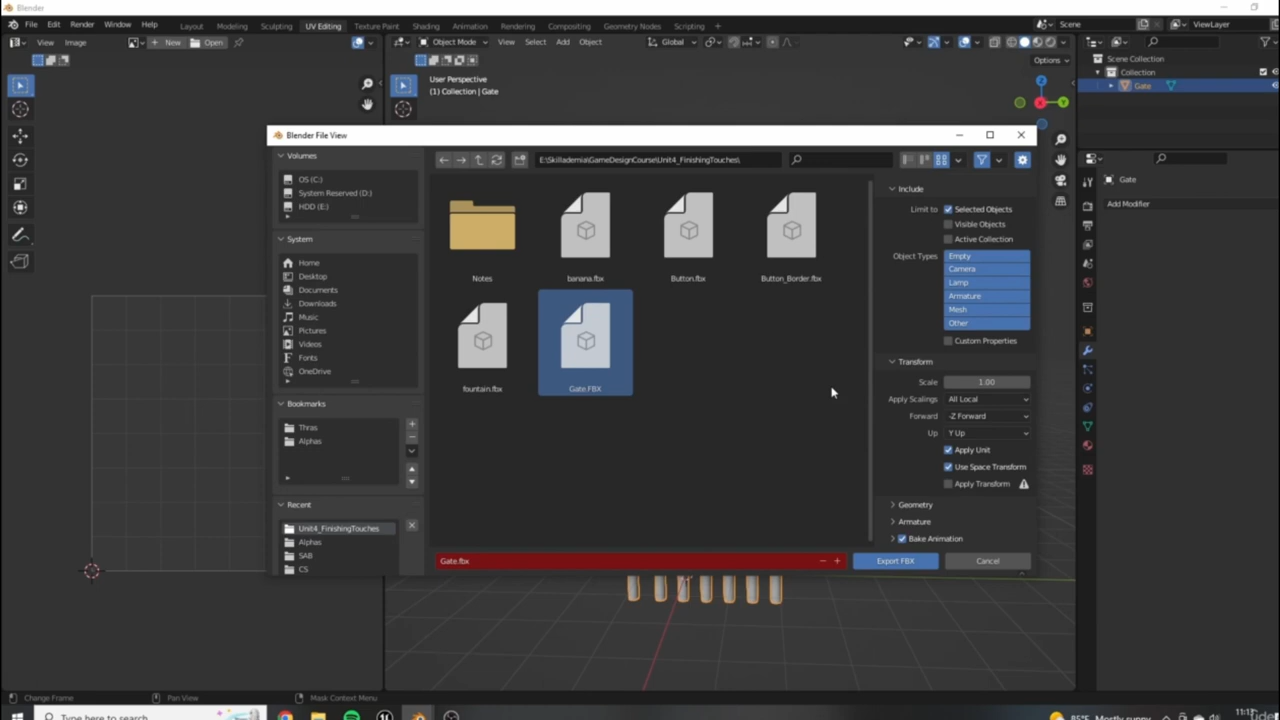 Blender
File Edit Render Window Help Layout Modeling Sculpting UV Editing Texture Paint Shading Animation Rendering Compositing Geometry Nodes Scripting + Scene ViewLayer
View Image New Open Object Mode View Select Add Object Global
Options
User Perspective
(1) Collection | Gate
Scene Collection
Collection
Gate
Gate
Add Modifier
Blender File View
Volumes
OS (C:)
System Reserved (D:)
HDD (E:)
System
Home
Desktop
Documents
Downloads
Music
Pictures
Videos
Fonts
OneDrive
Bookmarks
Thras
Alphas
Recent
Unit4_FinishingTouches
Alphas
SAB
CS
E:\Skillademia\GameDesignCourse\Unit4_FinishingTouches\
Notes
banana.fbx
Button.fbx
Button_Border.fbx
fountain.fbx
Gate.FBX
Gate.fbx
Include
Limit to Selected Objects
Visible Objects
Active Collection
Object Types Empty
Camera
Lamp
Armature
Mesh
Other
Custom Properties
Transform
Scale 1.00
Apply Scalings All Local
Forward -Z Forward
Up Y Up
Apply Unit
Use Space Transform
Apply Transform
Geometry
Armature
Bake Animation
Export FBX Cancel
Change Frame Pan View Mask Context Menu
Type here to search
85°F Mostly sunny